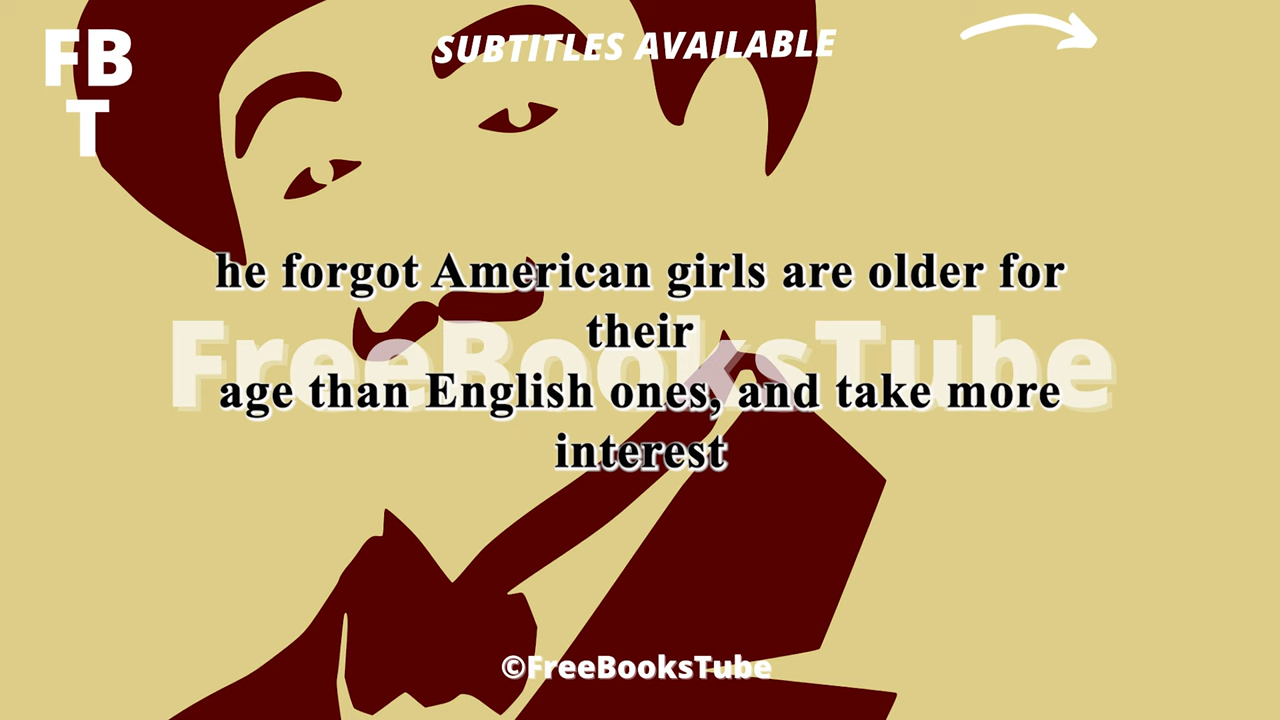 FB
T
SUBTITLES AVAILABLE
he forgot American girls are older for
their
age than English ones, and take more
interest
FreeBooksTube
©FreeBooksTube